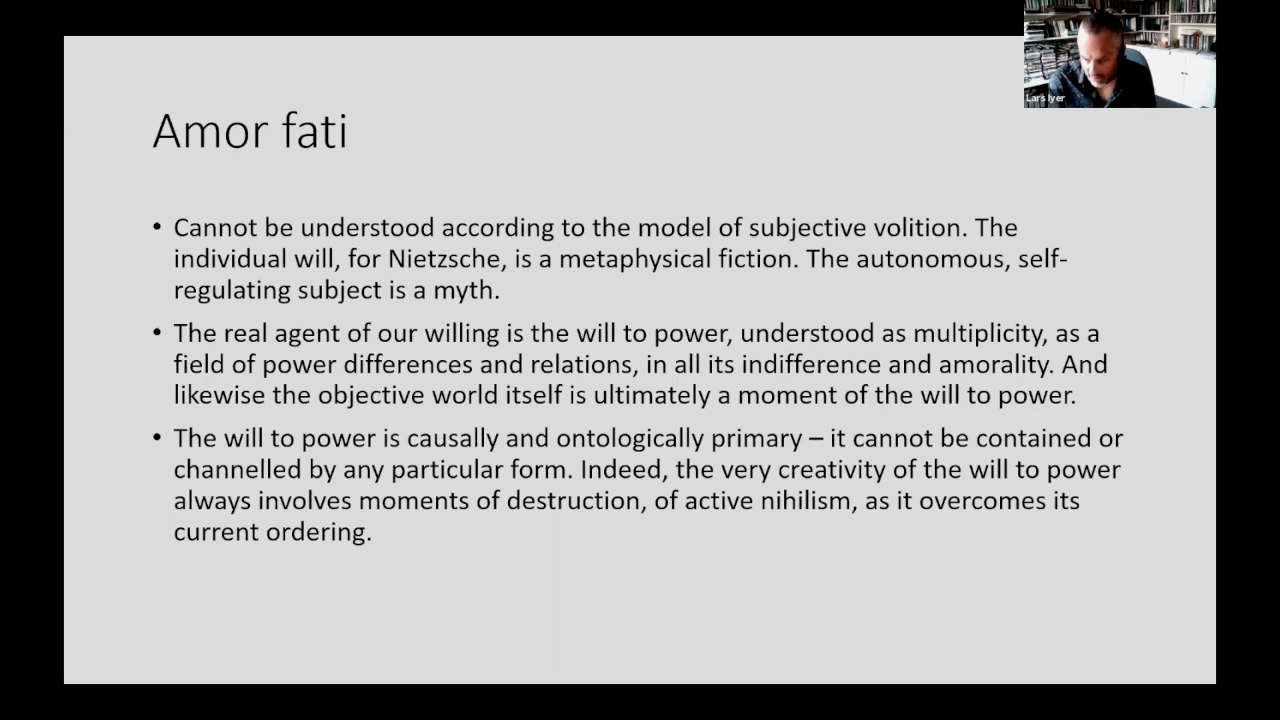 Lars Iyer
Amor fati
• Cannot be understood according to the model of subjective volition. The
individual will, for Nietzsche, is a metaphysical fiction. The autonomous, self-
regulating subject is a myth.
• The real agent of our willing is the will to power, understood as multiplicity, as a
field of power differences and relations, in all its indifference and amorality. And
likewise the objective world itself is ultimately a moment of the will to power.
• The will to power is causally and ontologically primary – it cannot be contained or
channelled by any particular form. Indeed, the very creativity of the will to power
always involves moments of destruction, of active nihilism, as it overcomes its
current ordering.